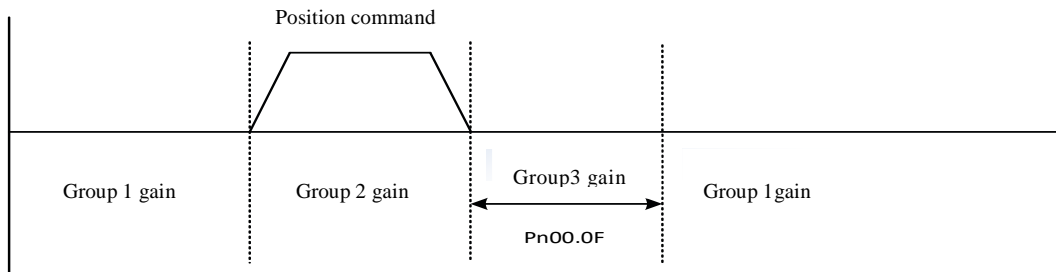 Position command
Group 1 gain
Group 2 gain
Group3 gain
Group 1gain
Pn00.0F